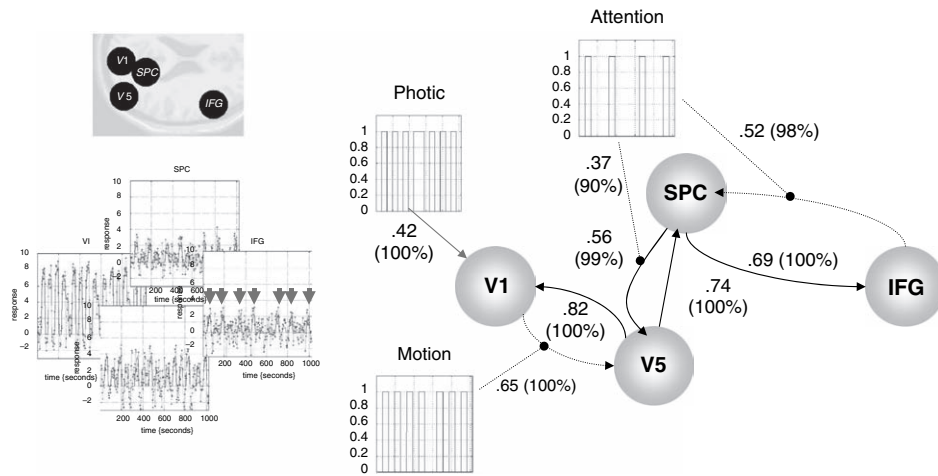 Attention
V1
SPC
V5
IFG
1
0.8
0.6
0.4
0.2
0
Photic
1
0.8
0.6
0.4
0.2
0
.52 (98%)
.37
(90%)
SPC
.42
(100%)
.56
(99%)
.69 (100%)
IFG
V1
.74
(100%)
.82
(100%)
V5
Motion
.65 (100%)
1
0.8
0.6
0.4
0.2
0
SPC
10
8
6
4
2
0
−2
response
200 400 600
time {seconds}
VI
10
8
6
4
2
0
−2
response
time {seconds}
IFG
10
8
4
2
0
−2
200 400 600 800 1000
time {seconds}
10
8
6
4
2
0
−2
response
200 400 600 800 1000
time {seconds}